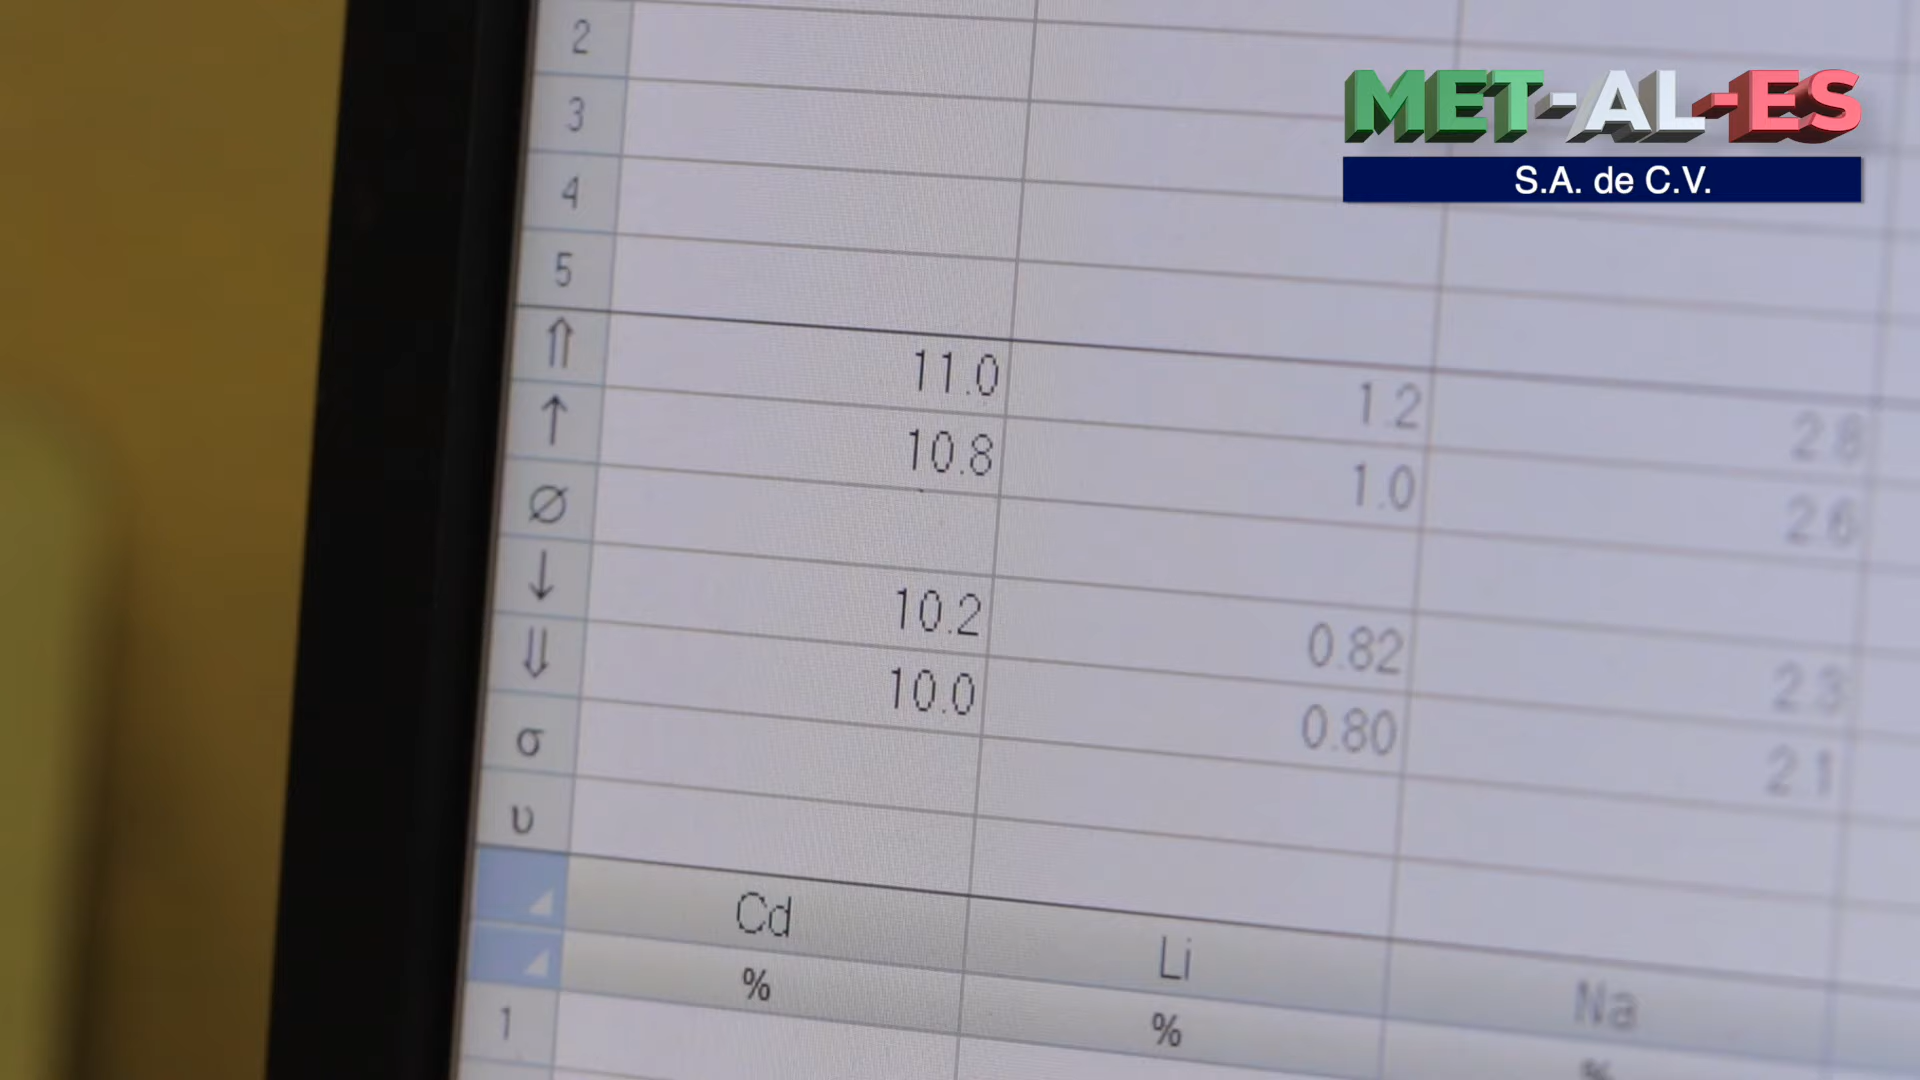 MET-AL-ES
S.A. de C.V.
2
3
4
5
⇑ 11.0 1.2 2.8
↑ 10.8 1.0 2.6
∅
↓ 10.2 0.82 2.3
⇓ 10.0 0.80 2.1
σ
υ
Cd Li Na
% % %
1